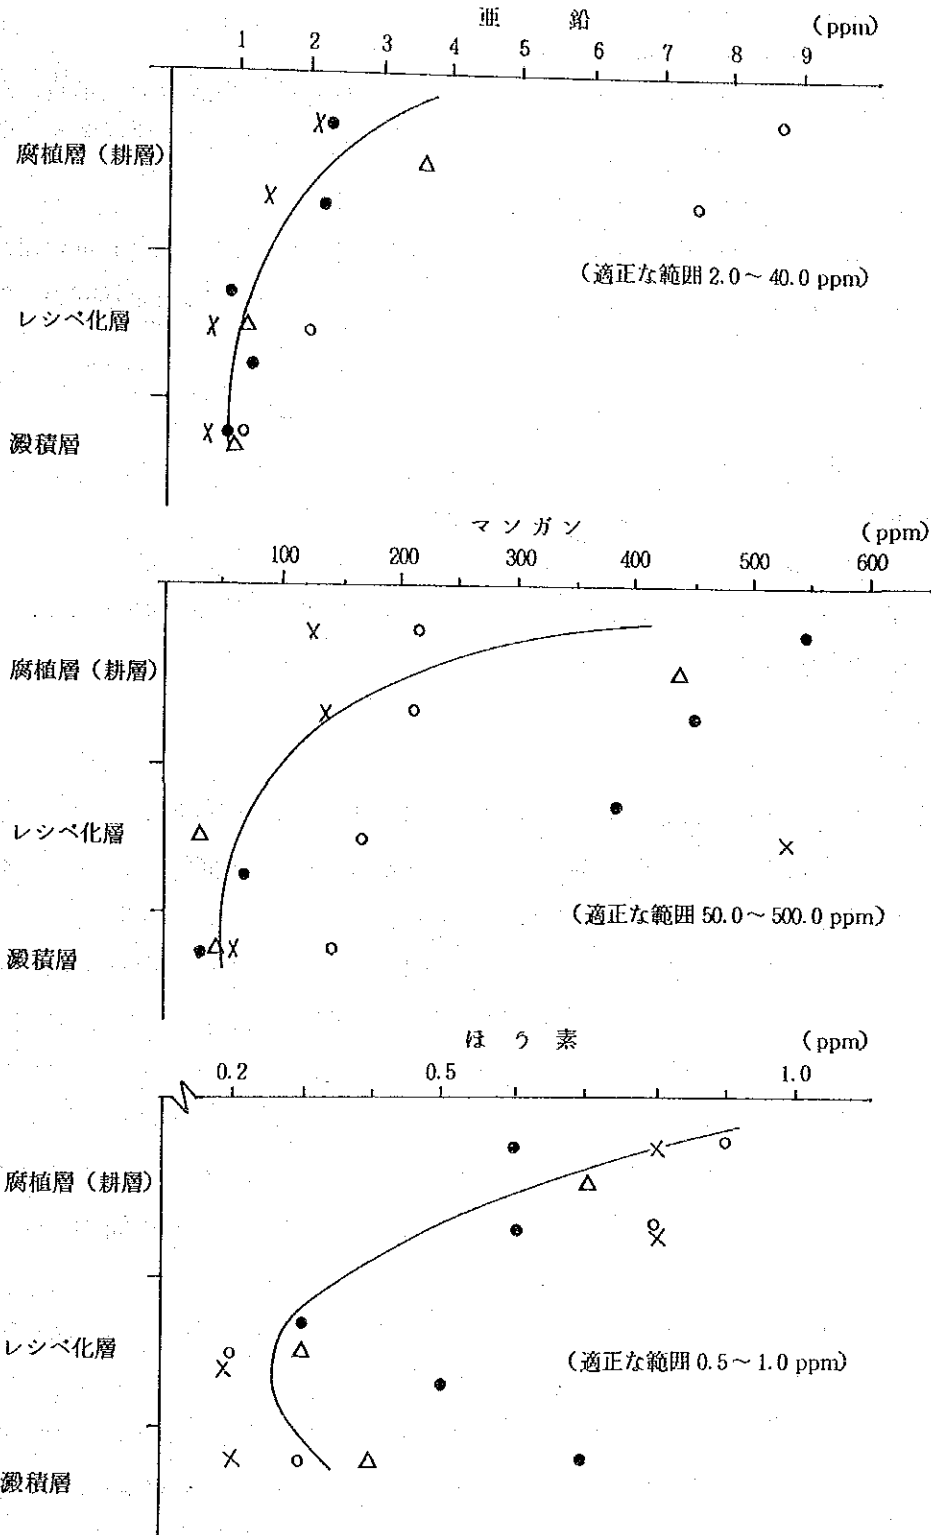 亜鉛 (ppm)
1 2 3 4 5 6 7 8 9
腐植層（耕層）
（適正な範囲 2.0～40.0 ppm）
レシベ化層
澱積層
マンガン (ppm)
100 200 300 400 500 600
腐植層（耕層）
レシベ化層
（適正な範囲 50.0～500.0 ppm）
澱積層
ほう素 (ppm)
0.2 0.5 1.0
腐植層（耕層）
レシベ化層
（適正な範囲 0.5～1.0 ppm）
澱積層